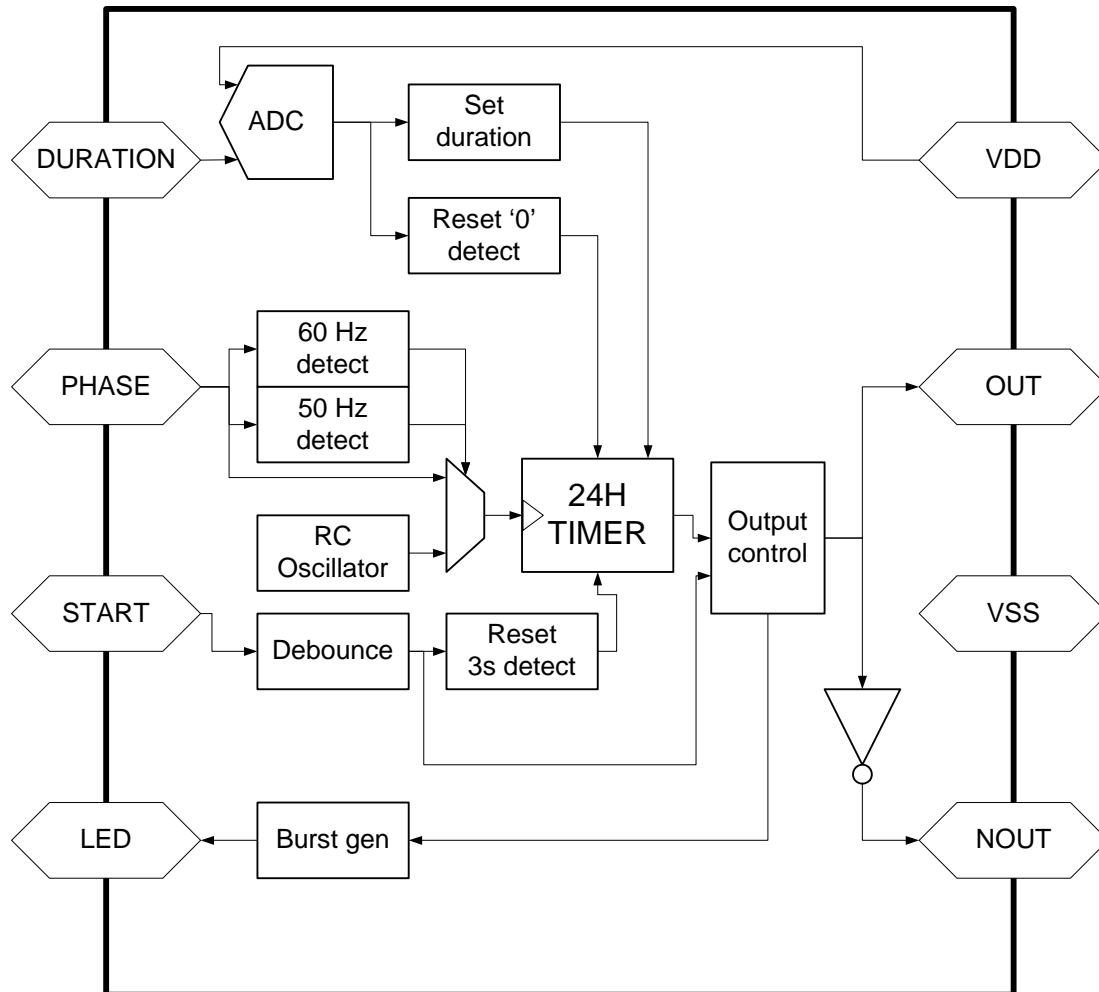 ADC
Set
duration
DURATION
VDD
Reset ‘0’
detect
60 Hz
detect
PHASE
OUT
50 Hz
detect
24H
TIMER
Output
control
RC
Oscillator
START
VSS
Debounce
Reset
3s detect
LED
Burst gen
NOUT